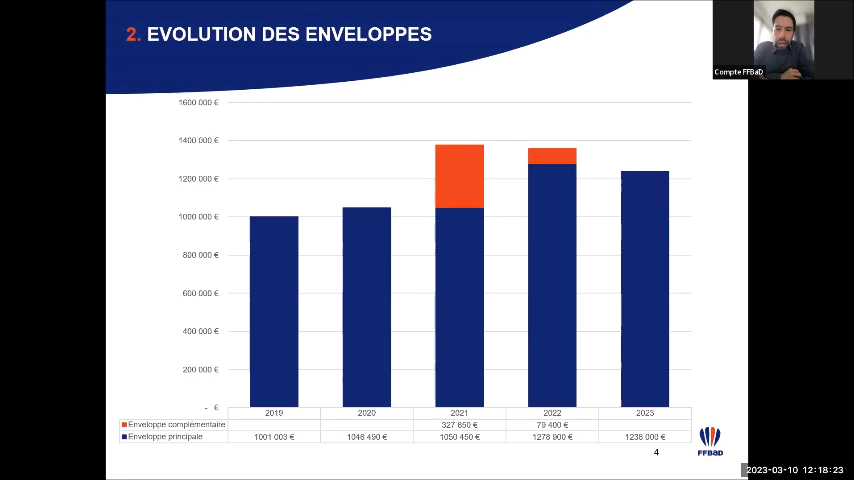 2. EVOLUTION DES ENVELOPPES
Compte FFBaD
1600 000 €
1400 000 €
1200 000 €
1000 000 €
800 000 €
600 000 €
400 000 €
200 000 €
- €
2019 2020 2021 2022 2023
Enveloppe complémentaire 327 650 € 79 400 €
Enveloppe principale 1001 003 € 1046 490 € 1050 450 € 1278 900 € 1238 000 €
4
FFBaD
2023-03-10 12:18:23